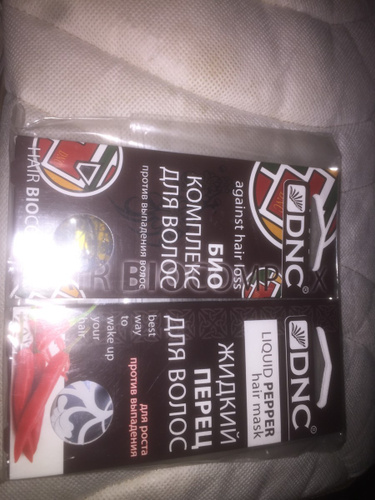 DNC®
against hair loss
БИО
КОМПЛЕКС
ДЛЯ ВОЛОС
против выпадения волос
HAIR BIOCO
DNC®
LIQUID PEPPER
hair mask
ЖИДКИЙ
ПЕРЕЦ
ДЛЯ ВОЛОС
best
way
to
wake up
your
hair
для роста
против выпадения